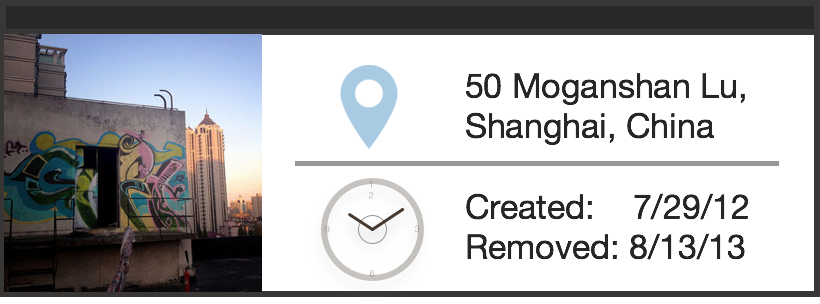 50 Moganshan Lu,
Shanghai, China
Created: 7/29/12
Removed: 8/13/13